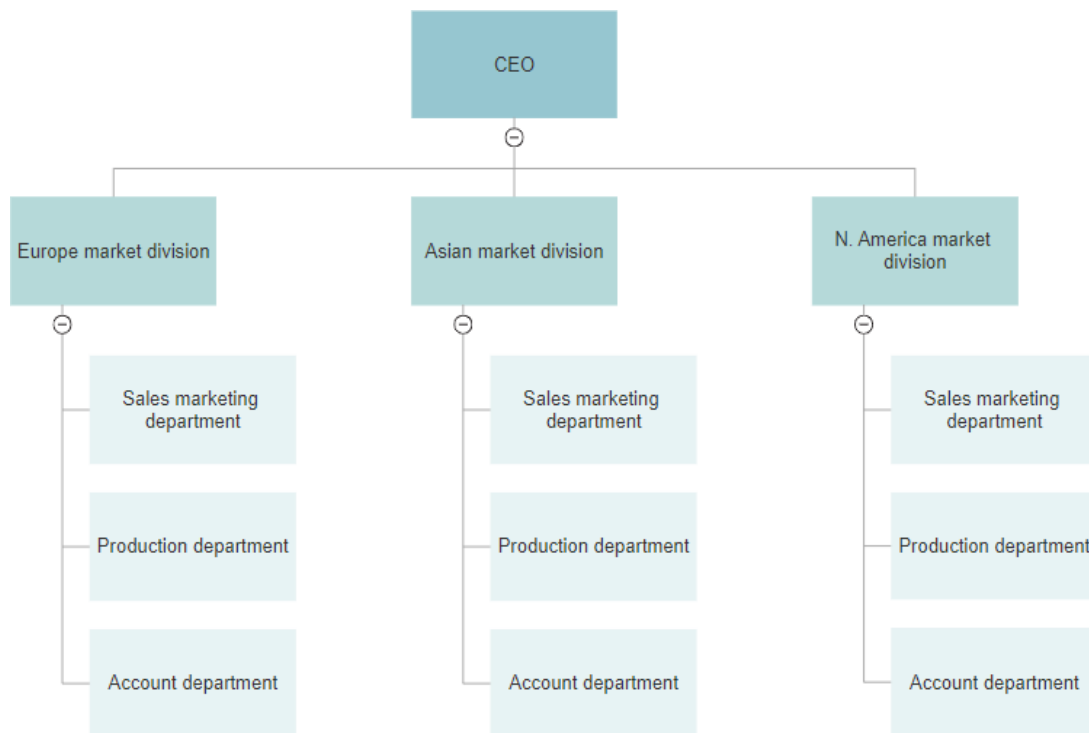 CEO
Europe market division
Asian market division
N. America market
division
Sales marketing
department
Sales marketing
department
Sales marketing
department
Production department
Production department
Production department
Account department
Account department
Account department